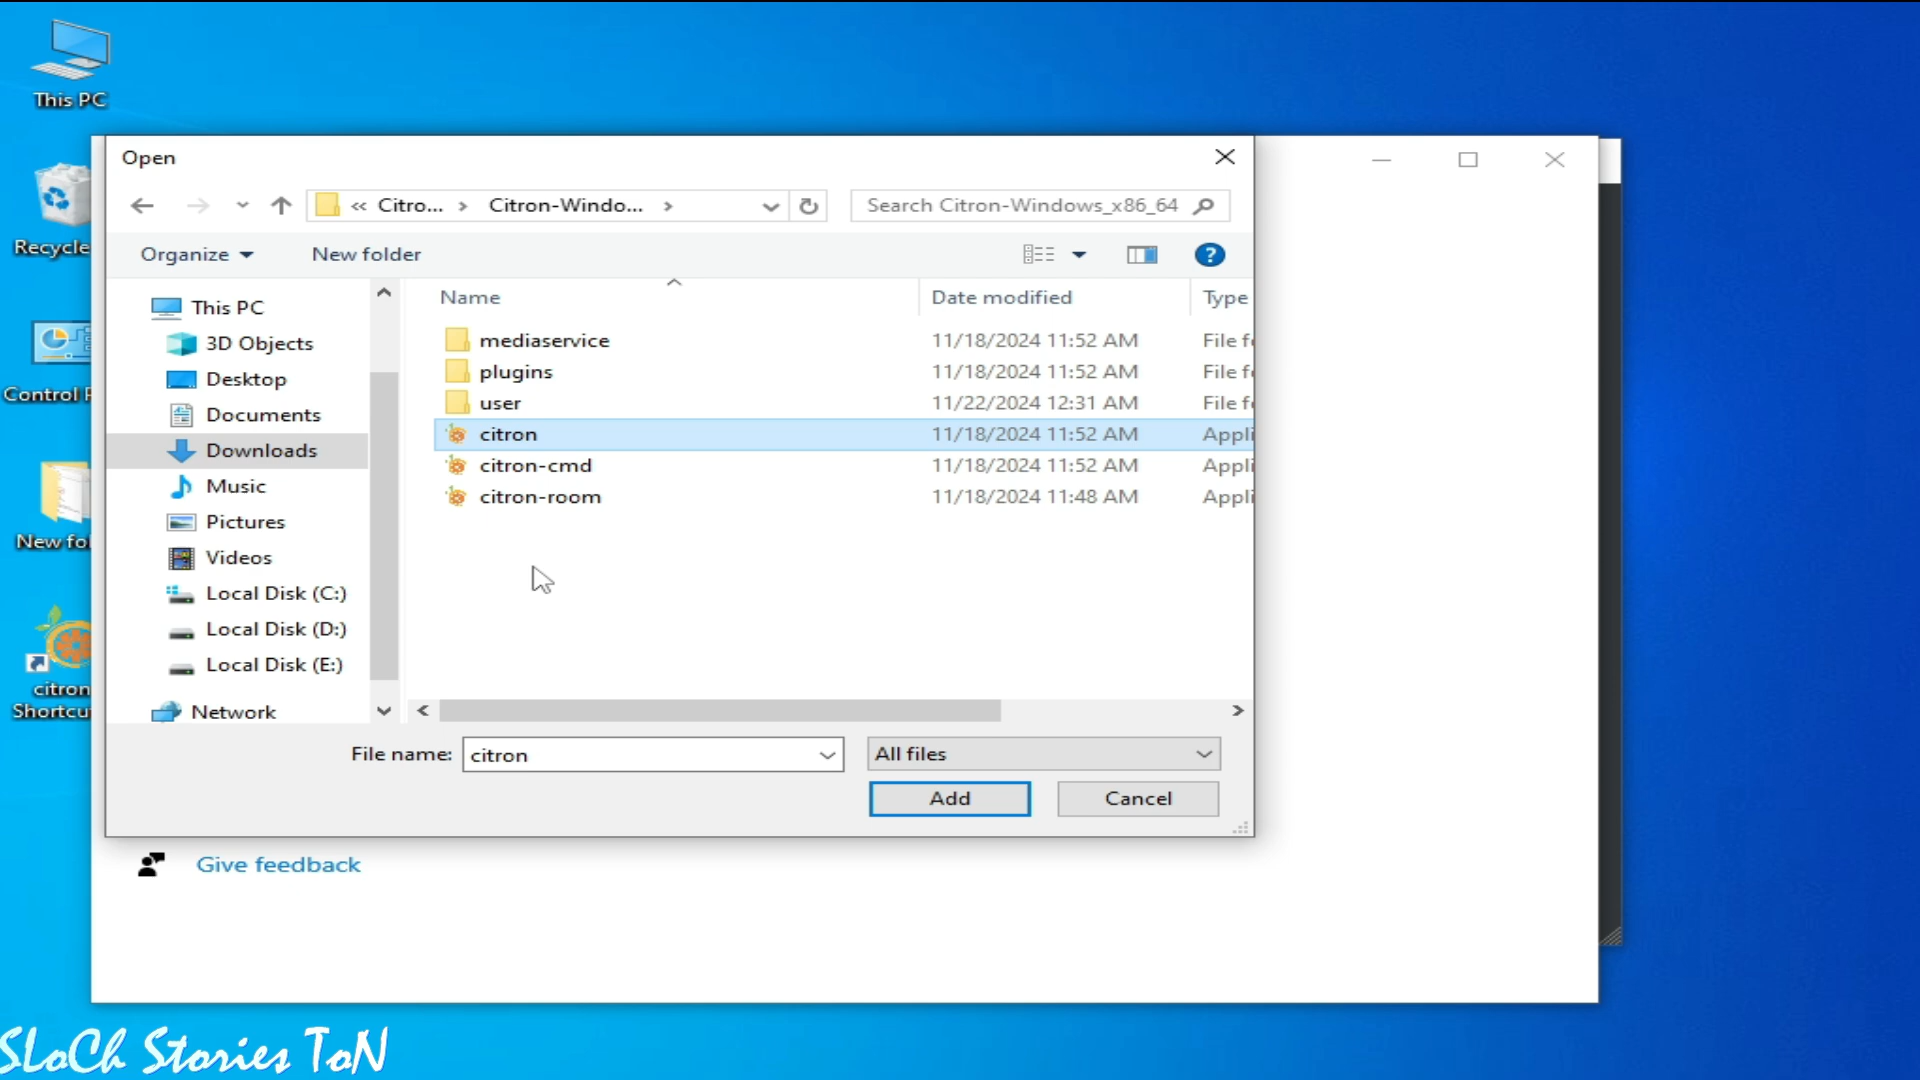 This PC
Recycle
Control P
New fol
citron
Shortcu
Open
« Citro... > Citron-Windo... >
Search Citron-Windows_x86_64
Organize
New folder
This PC
3D Objects
Desktop
Documents
Downloads
Music
Pictures
Videos
Local Disk (C:)
Local Disk (D:)
Local Disk (E:)
Network
Name Date modified Type
mediaservice 11/18/2024 11:52 AM File f
plugins 11/18/2024 11:52 AM File f
user 11/22/2024 12:31 AM File f
citron 11/18/2024 11:52 AM Appli
citron-cmd 11/18/2024 11:52 AM Appli
citron-room 11/18/2024 11:48 AM Appli
File name: citron All files
Add Cancel
Give feedback
SLoCh Stories ToN